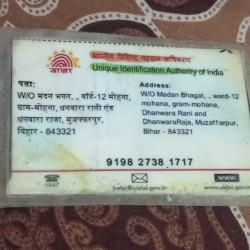 भारतीय विशिष्ट पहचान प्राधिकरण
Unique Identification Authority of India
आधार
पता:
W/O मदन भगत, ., वॉर्ड-12 मोहना,
ग्राम-मोहना, धनवारा रानी एंड
धनवारा राजा, मुजफ्फरपुर,
बिहार - 843321
Address:
W/O Madan Bhagat, ., ward-12
mohana, gram-mohana,
Dhanwara Rani and
DhanwaraRaja, Muzaffarpur,
Bihar - 843321
9198 2738 1717
1947
help@uidai.gov.in
www.uidai.gov.in